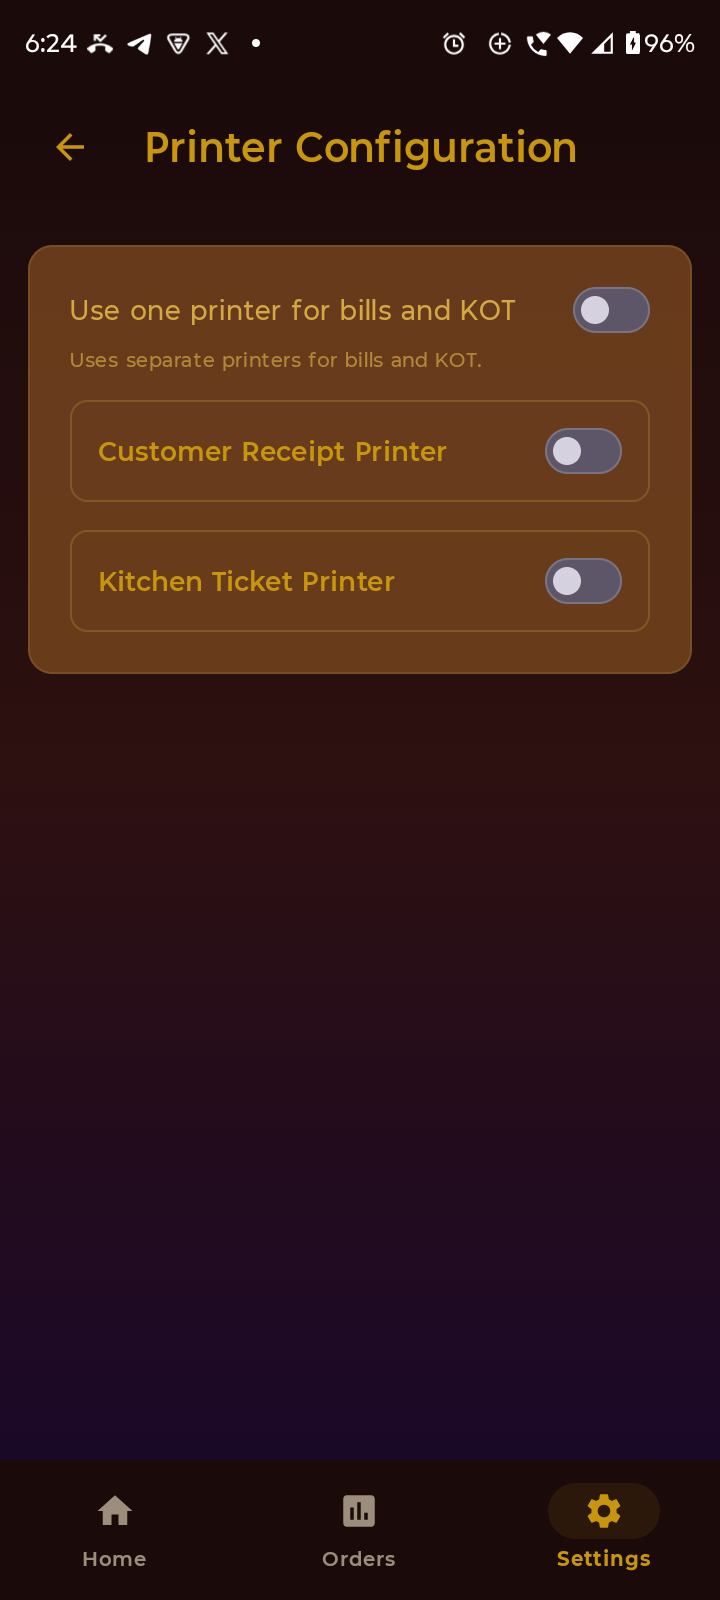 6:24
96%
Printer Configuration
Use one printer for bills and KOT
Uses separate printers for bills and KOT.
Customer Receipt Printer
Kitchen Ticket Printer
Home
Orders
Settings